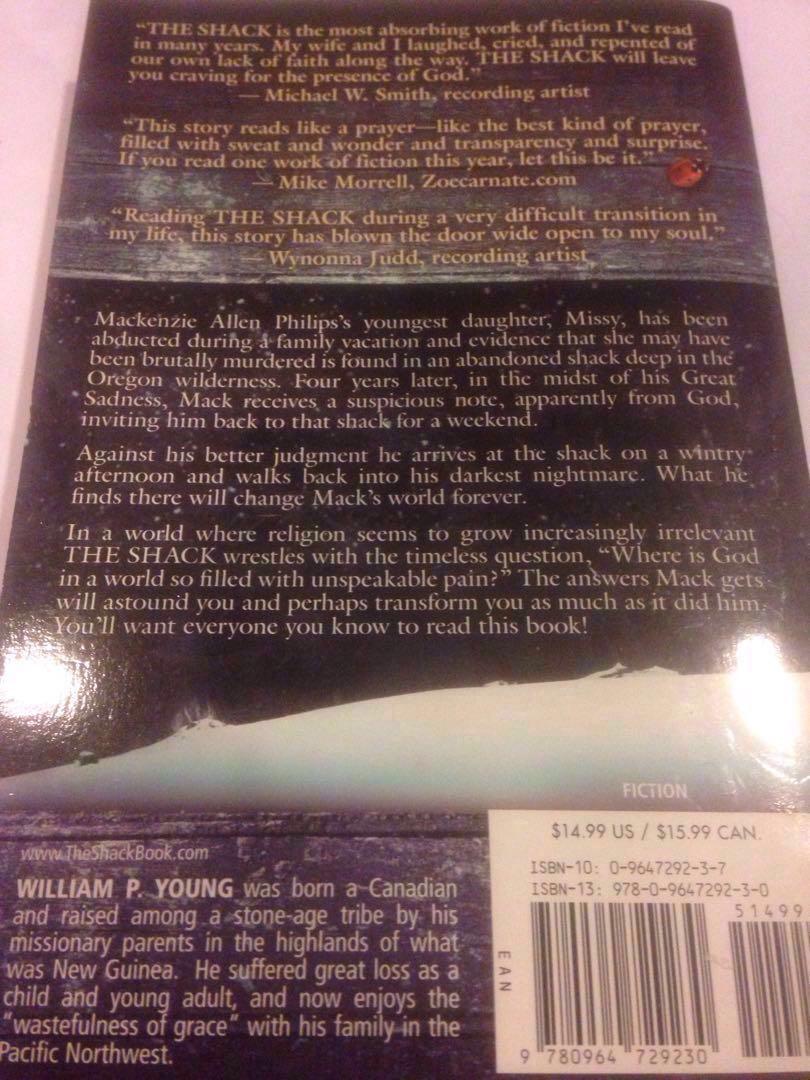 “THE SHACK is the most absorbing work of fiction I’ve read
in many years. My wife and I laughed, cried, and repented of
our own lack of faith along the way. THE SHACK will leave
you craving for the presence of God.”
— Michael W. Smith, recording artist
“This story reads like a prayer—like the best kind of prayer,
filled with sweat and wonder and transparency and surprise.
If you read one work of fiction this year, let this be it.”
— Mike Morrell, Zoecarnate.com
“Reading THE SHACK during a very difficult transition in
my life, this story has blown the door wide open to my soul.”
— Wynonna Judd, recording artist
Mackenzie Allen Philips’s youngest daughter, Missy, has been
abducted during a family vacation and evidence that she may have
been brutally murdered is found in an abandoned shack deep in the
Oregon wilderness. Four years later, in the midst of his Great
Sadness, Mack receives a suspicious note, apparently from God,
inviting him back to that shack for a weekend.
Against his better judgment he arrives at the shack on a wintry
afternoon and walks back into his darkest nightmare. What he
finds there will change Mack’s world forever.
In a world where religion seems to grow increasingly irrelevant
THE SHACK wrestles with the timeless question, “Where is God
in a world so filled with unspeakable pain?” The answers Mack gets
will astound you and perhaps transform you as much as it did him.
You’ll want everyone you know to read this book!
FICTION
www.TheShackBook.com
WILLIAM P. YOUNG was born a Canadian
and raised among a stone-age tribe by his
missionary parents in the highlands of what
was New Guinea. He suffered great loss as a
child and young adult, and now enjoys the
"wastefulness of grace" with his family in the
Pacific Northwest.
$14.99 US / $15.99 CAN.
ISBN-10: 0-9647292-3-7
ISBN-13: 978-0-9647292-3-0
51499
EAN
9 780964 729230